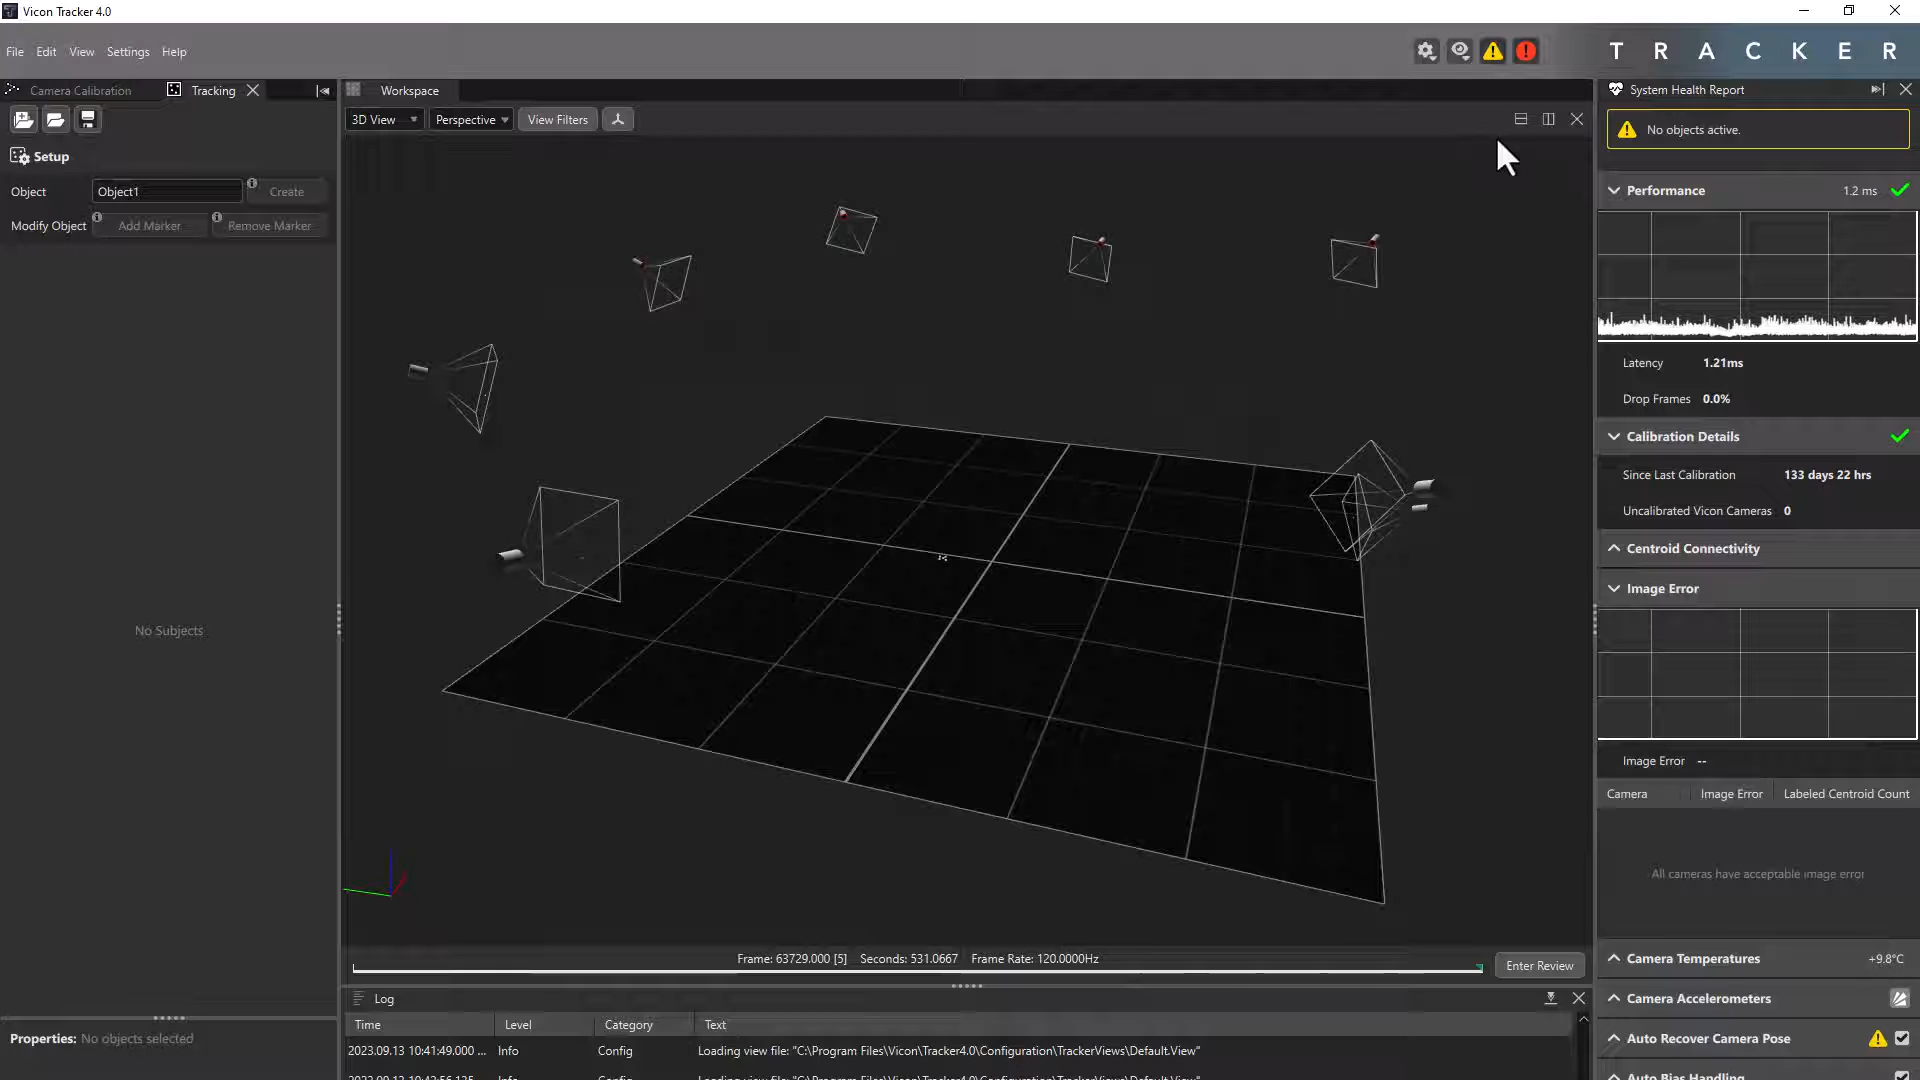 Vicon Tracker 4.0
File Edit View Settings Help
T R A C K E R
Camera Calibration Tracking
Workspace
System Health Report
3D View Perspective View Filters
No objects active.
Setup
Object Object1 Create
Modify Object Add Marker Remove Marker
Performance 1.2 ms
Latency 1.21ms
Drop Frames 0.0%
Calibration Details
Since Last Calibration 133 days 22 hrs
Uncalibrated Vicon Cameras 0
Centroid Connectivity
Image Error
No Subjects
Image Error --
Camera Image Error Labeled Centroid Count
All cameras have acceptable image error
Frame: 63729.000 [5] Seconds: 531.0667 Frame Rate: 120.0000Hz
Enter Review
Camera Temperatures +9.8°C
Log
Camera Accelerometers
Time Level Category Text
Properties: No objects selected
Auto Recover Camera Pose
2023.09.13 10:41:49.000 ... Info Config Loading view file: "C:\Program Files\Vicon\Tracker4.0\Configuration\TrackerViews\Default.View"
Auto Bias Handling